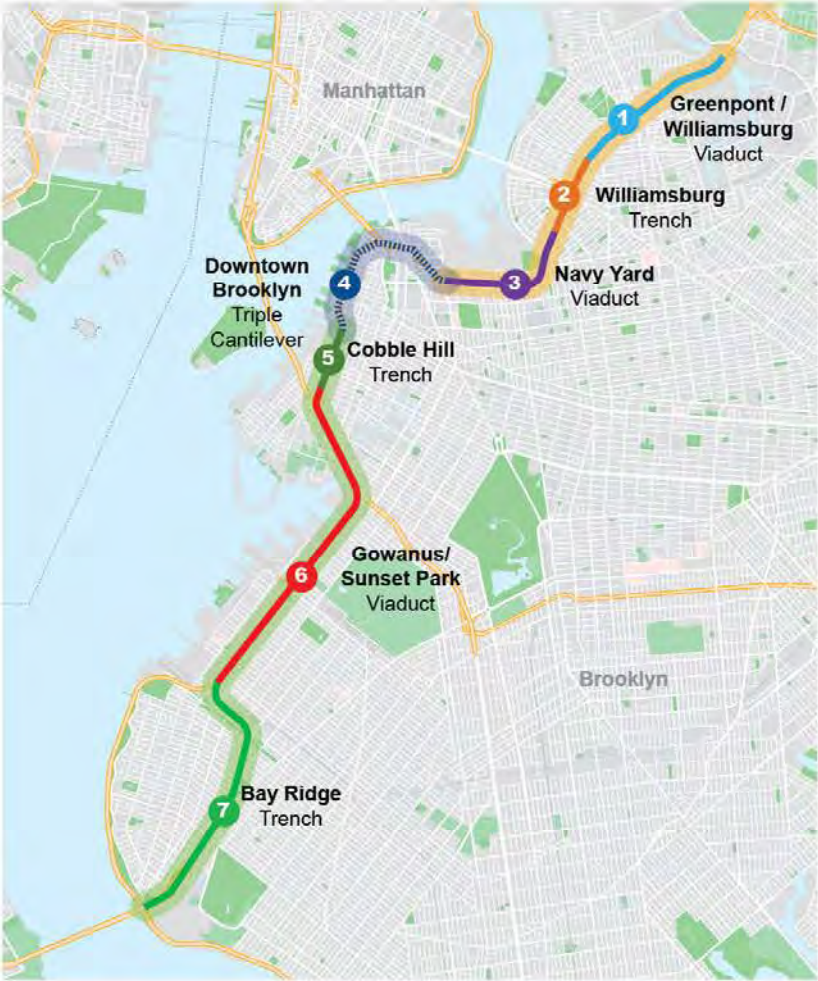 Manhattan
1
Greenpont /
Williamsburg
Viaduct
2
Williamsburg
Trench
3
Navy Yard
Viaduct
Downtown
Brooklyn
Triple
Cantilever
4
5
Cobble Hill
Trench
6
Gowanus/
Sunset Park
Viaduct
Brooklyn
7
Bay Ridge
Trench